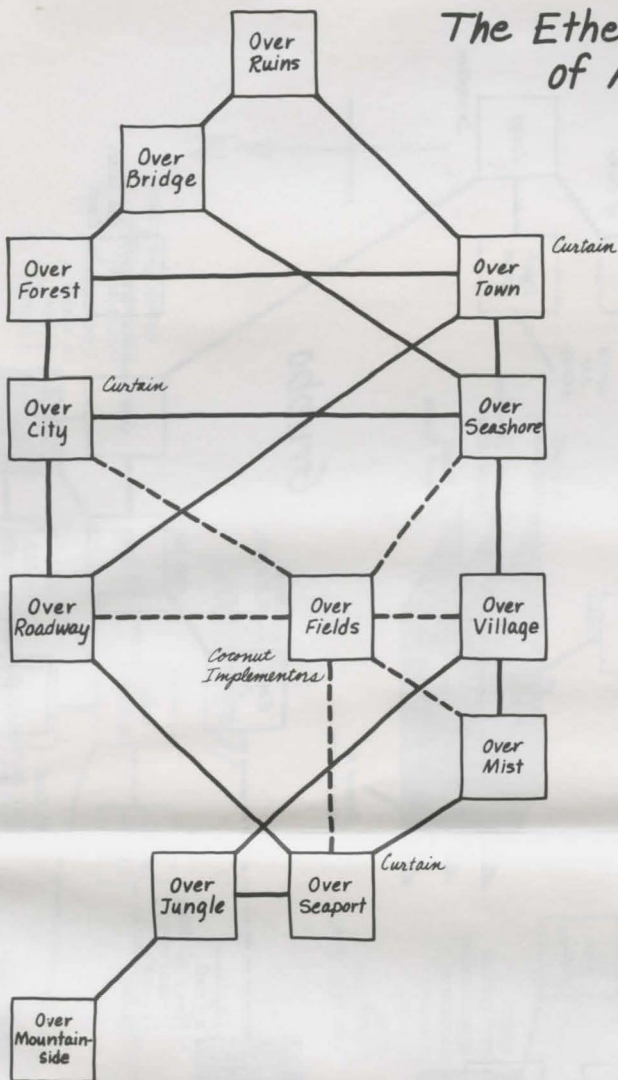 The Ethe
of
Over
Ruins
Over
Bridge
Over
Forest
Over
Town
Curtain
Over
City
Curtain
Over
Seashore
Over
Roadway
Over
Fields
Over
Village
Coconut
Implementors
Over
Mist
Over
Jungle
Over
Seaport
Curtain
Over
Mountain-
side